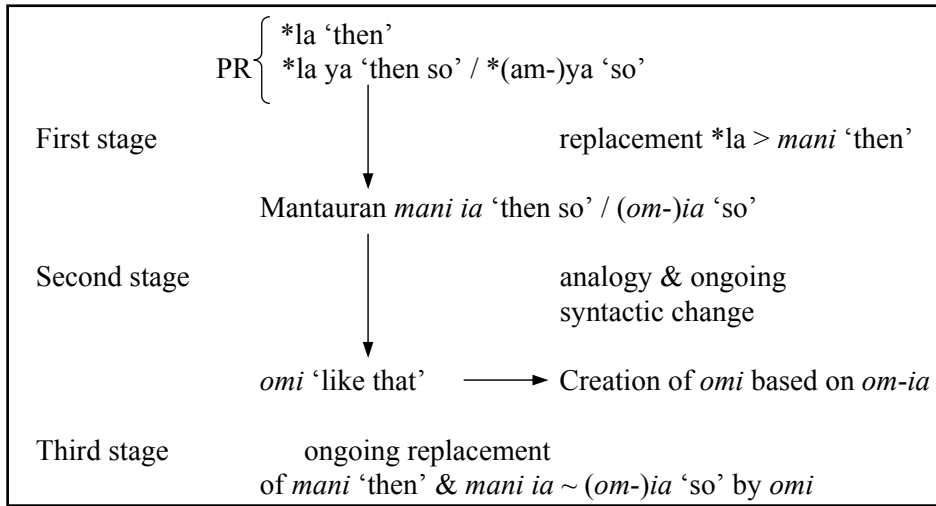 *la ‘then’
PR
*la ya ‘then so’ / *(am-)ya ‘so’
First stage replacement *la > mani ‘then’
Mantauran mani ia ‘then so’ / (om-)ia ‘so’
Second stage analogy & ongoing
syntactic change
omi ‘like that’ Creation of omi based on om-ia
Third stage ongoing replacement
of mani ‘then’ & mani ia ~ (om-)ia ‘so’ by omi